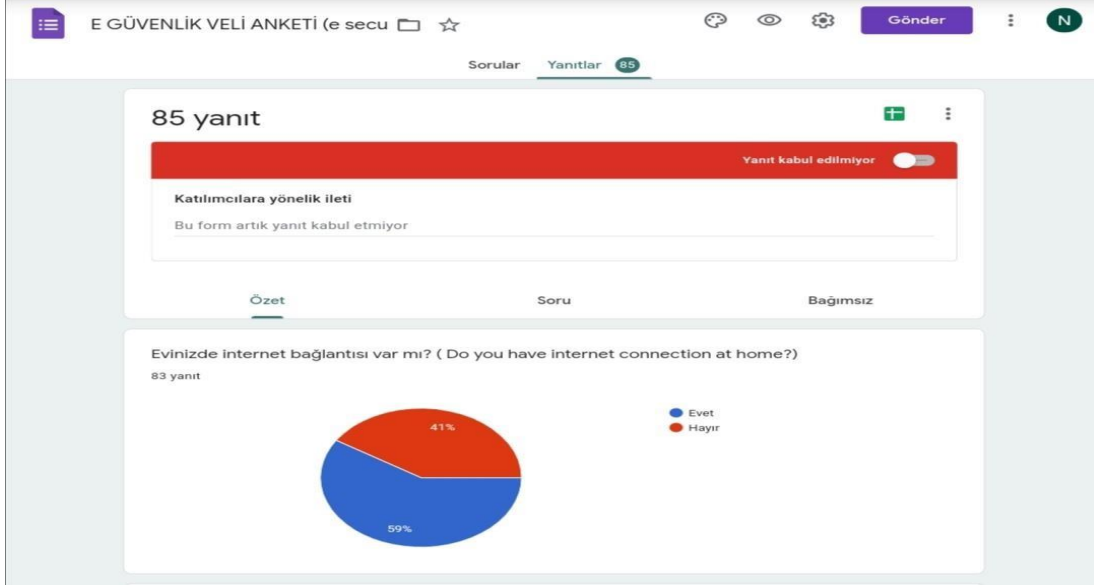 E GÜVENLİK VELİ ANKETİ (e secu
Gönder
N
Sorular Yanıtlar 85
85 yanıt
Yanıt kabul edilmiyor
Katılımcılara yönelik ileti
Bu form artık yanıt kabul etmiyor
Özet Soru Bağımsız
Evinizde internet bağlantısı var mı? ( Do you have internet connection at home?)
83 yanıt
Evet
Hayır
41%
59%